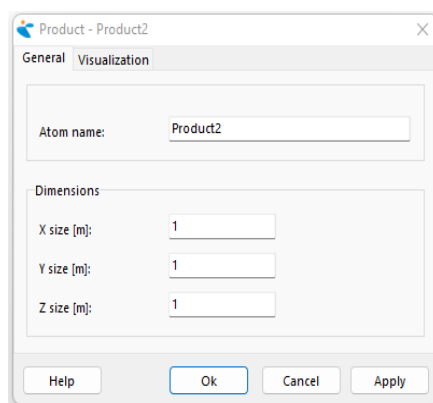 Product - Product2
General Visualization
Atom name: Product2
Dimensions
X size [m]: 1
Y size [m]: 1
Z size [m]: 1
Help Ok Cancel Apply